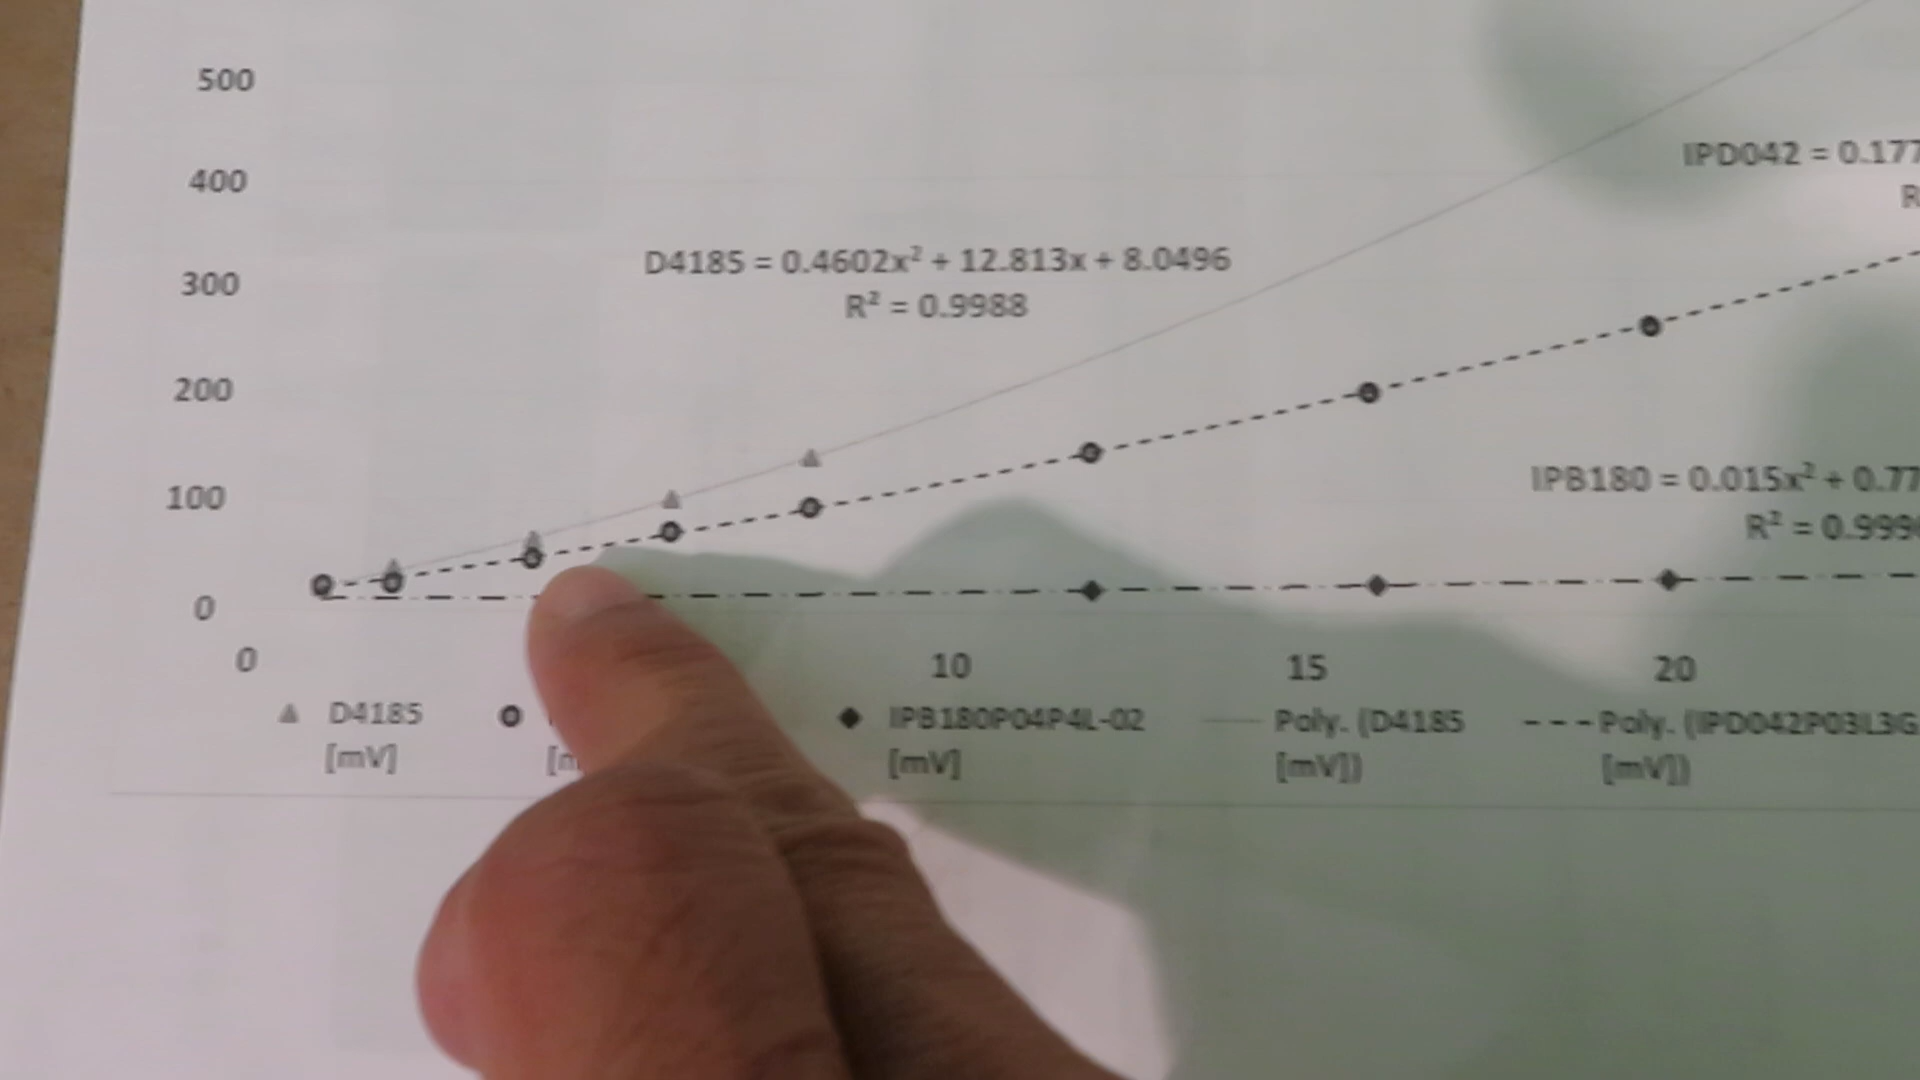 500
400
300
200
100
0
D4185 = 0.4602x² + 12.813x + 8.0496
R² = 0.9988
IPD042 = 0.177
R
IPB180 = 0.015x² + 0.77
R² = 0.999
0 10 15 20
D4185 [mV]
IPB180P04P4L-02 [mV]
Poly. (D4185 [mV])
Poly. (IPD042P03L3G [mV])